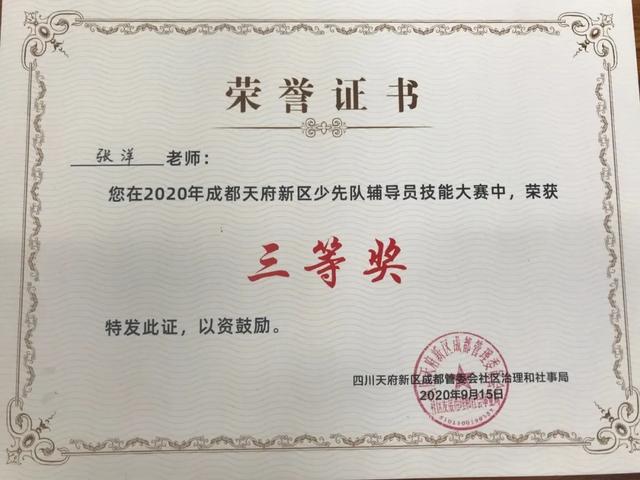 荣誉证书
张洋 老师：
您在2020年成都天府新区少先队辅导员技能大赛中，荣获
三等奖
特发此证，以资鼓励。
四川天府新区成都管委会社区治理和社事局
2020年9月15日